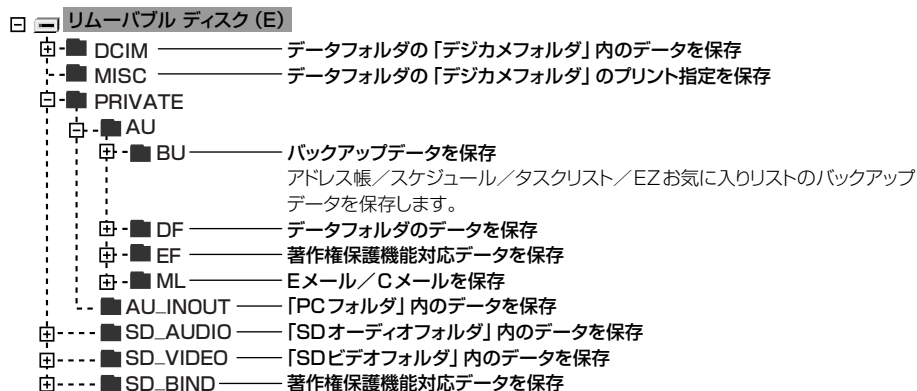 リムーバブル ディスク（E）
DCIM データフォルダの「デジカメフォルダ」内のデータを保存
MISC データフォルダの「デジカメフォルダ」のプリント指定を保存
PRIVATE
AU
BU バックアップデータを保存
アドレス帳／スケジュール／タスクリスト／EZお気に入りリストのバックアップ
データを保存します。
DF データフォルダのデータを保存
EF 著作権保護機能対応データを保存
ML Eメール／Cメールを保存
AU_INOUT 「PCフォルダ」内のデータを保存
SD_AUDIO 「SDオーディオフォルダ」内のデータを保存
SD_VIDEO 「SDビデオフォルダ」内のデータを保存
SD_BIND 著作権保護機能対応データを保存